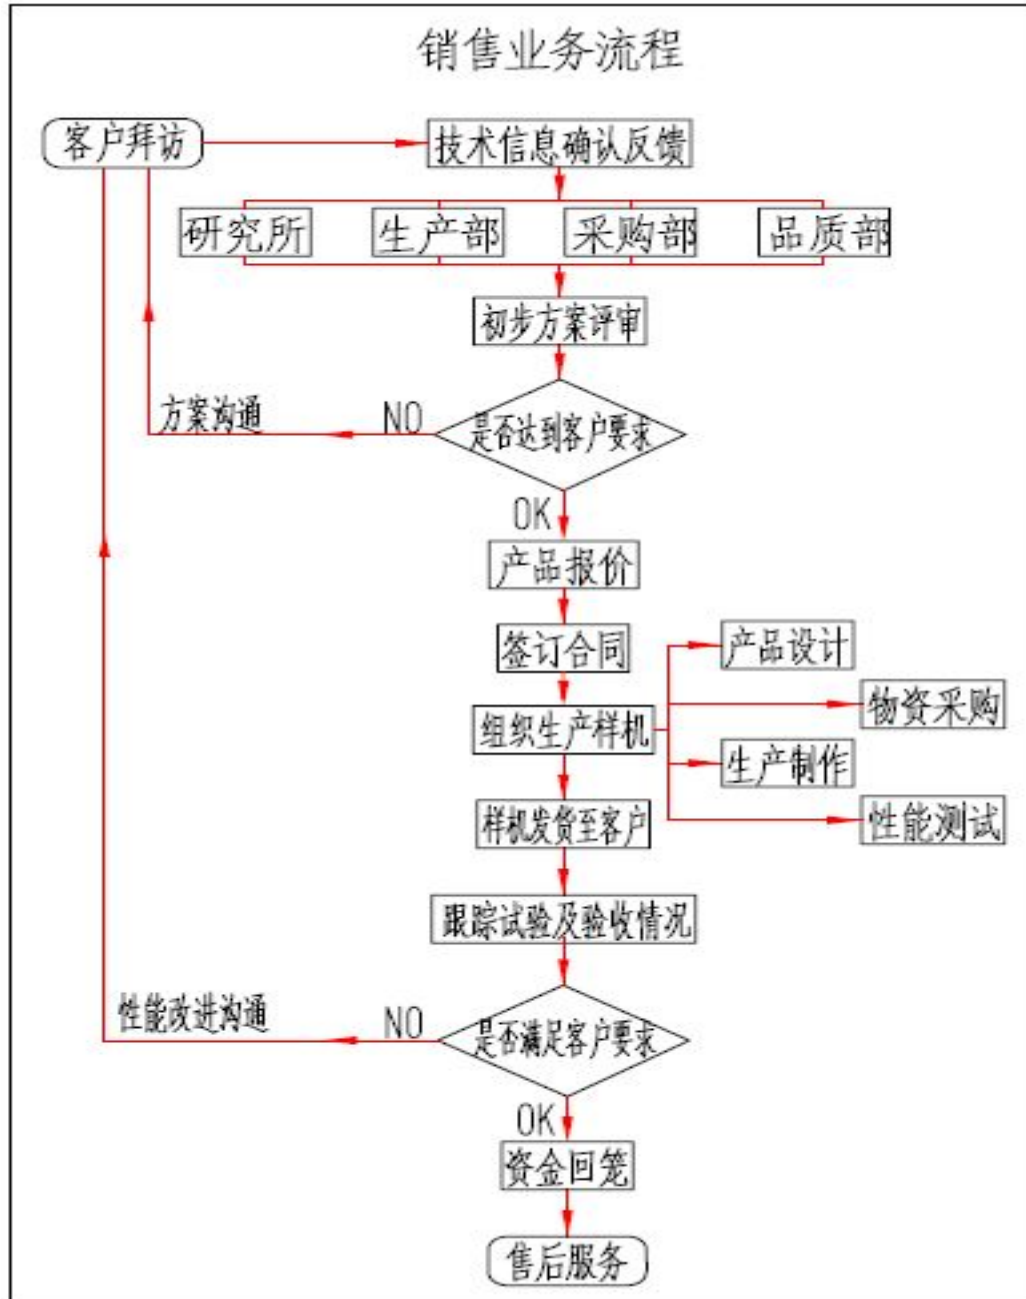 销售业务流程
客户拜访
技术信息确认反馈
研究所
生产部
采购部
品质部
初步方案评审
方案沟通
NO
是否达到客户要求
OK
产品报价
签订合同
产品设计
物资采购
组织生产样机
生产制作
样机发货至客户
性能测试
跟踪试验及验收情况
性能改进沟通
NO
是否满足客户要求
OK
资金回笼
售后服务